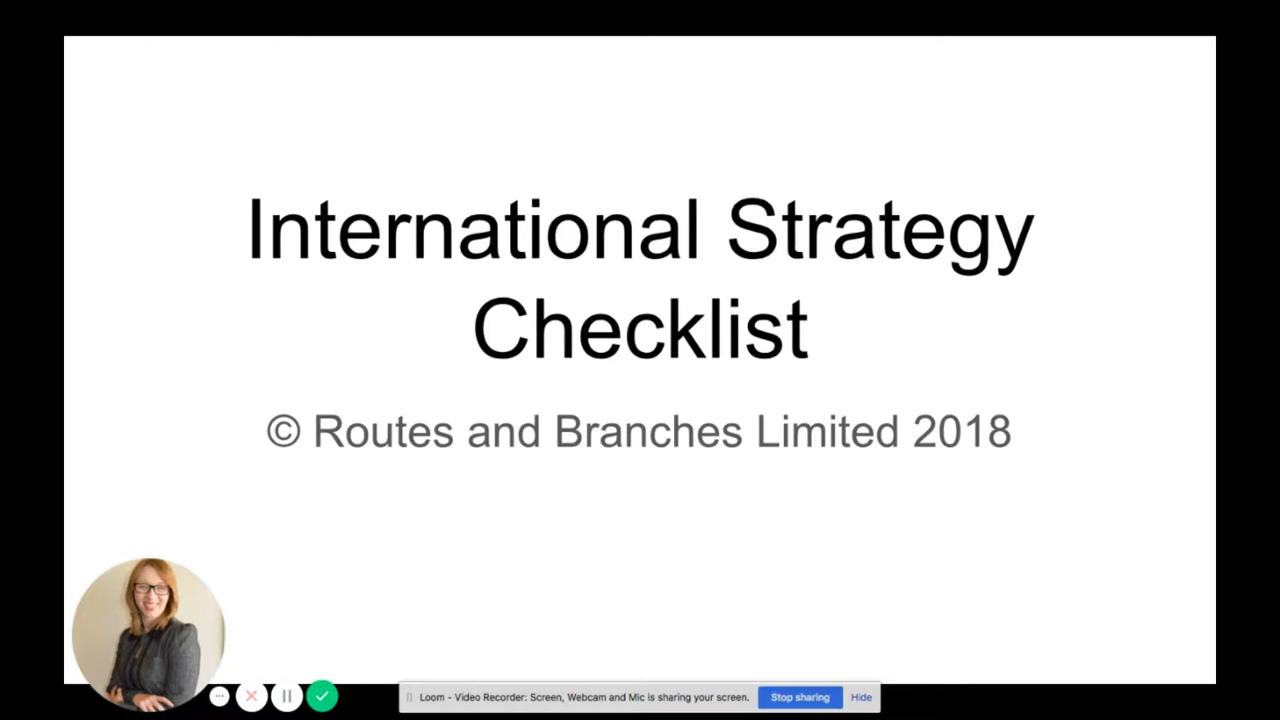 International Strategy
Checklist
© Routes and Branches Limited 2018
Loom - Video Recorder: Screen, Webcam and Mic is sharing your screen. Stop sharing Hide